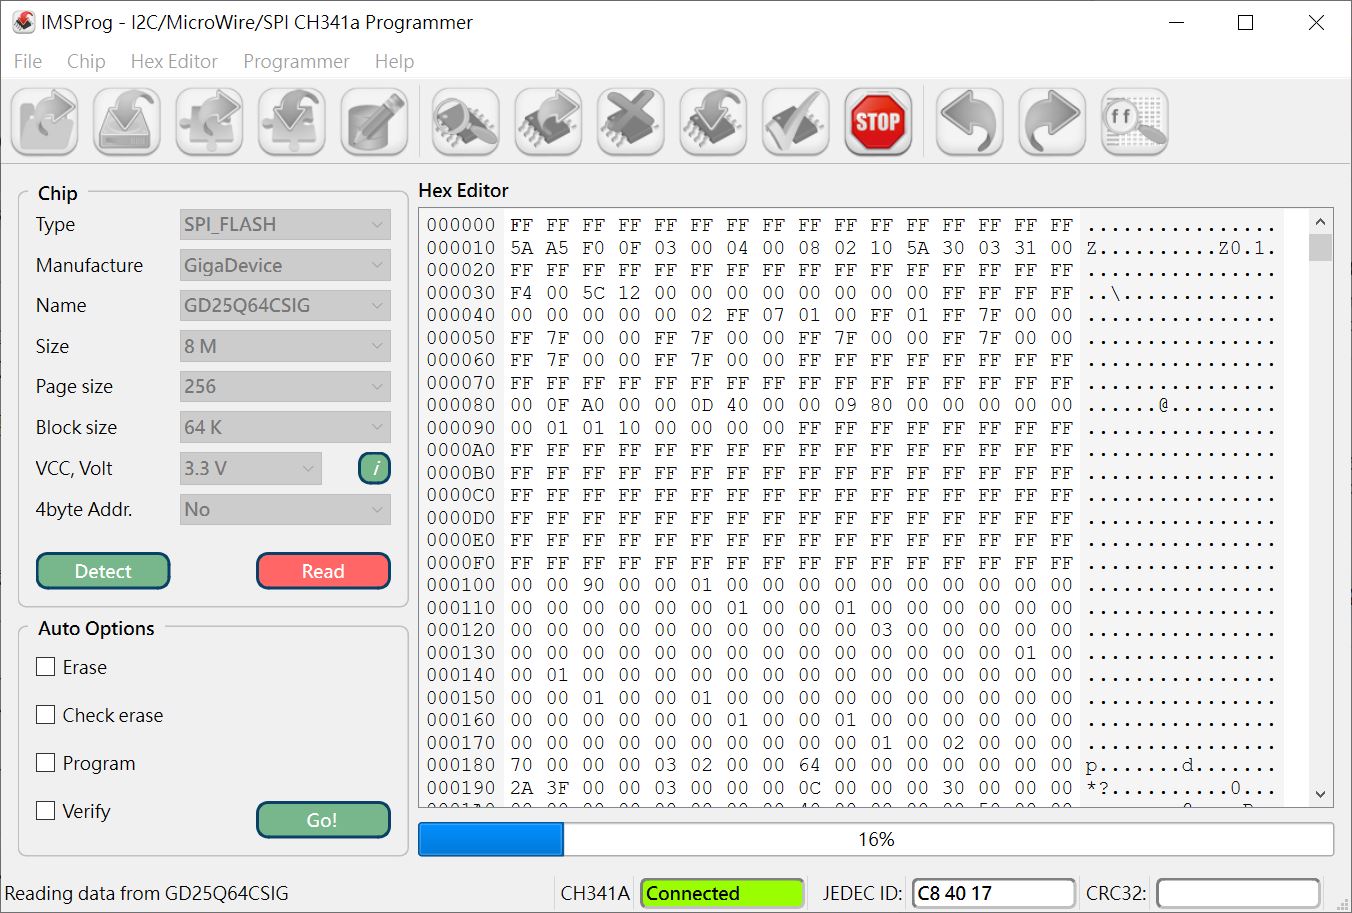 IMSProg - I2C/MicroWire/SPI CH341a Programmer
File Chip Hex Editor Programmer Help
STOP
ff
Chip
Type SPI_FLASH
Manufacture GigaDevice
Name GD25Q64CSIG
Size 8 M
Page size 256
Block size 64 K
VCC, Volt 3.3 V i
4byte Addr. No
Detect Read
Auto Options
Erase
Check erase
Program
Verify
Go!
Hex Editor
000000 FF FF FF FF FF FF FF FF FF FF FF FF FF FF FF FF ................
000010 5A A5 F0 0F 03 00 04 00 08 02 10 5A 30 03 31 00 Z..........Z0.1.
000020 FF FF FF FF FF FF FF FF FF FF FF FF FF FF FF FF ................
000030 F4 00 5C 12 00 00 00 00 00 00 00 00 FF FF FF FF ..\.............
000040 00 00 00 00 00 02 FF 07 01 00 FF 01 FF 7F 00 00 ................
000050 FF 7F 00 00 FF 7F 00 00 FF 7F 00 00 FF 7F 00 00 ................
000060 FF 7F 00 00 FF 7F 00 00 FF FF FF FF FF FF FF FF ................
000070 FF FF FF FF FF FF FF FF FF FF FF FF FF FF FF FF ................
000080 00 0F A0 00 00 0D 40 00 00 09 80 00 00 00 00 00 ......@.........
000090 00 01 01 10 00 00 00 00 FF FF FF FF FF FF FF FF ................
0000A0 FF FF FF FF FF FF FF FF FF FF FF FF FF FF FF FF ................
0000B0 FF FF FF FF FF FF FF FF FF FF FF FF FF FF FF FF ................
0000C0 FF FF FF FF FF FF FF FF FF FF FF FF FF FF FF FF ................
0000D0 FF FF FF FF FF FF FF FF FF FF FF FF FF FF FF FF ................
0000E0 FF FF FF FF FF FF FF FF FF FF FF FF FF FF FF FF ................
0000F0 FF FF FF FF FF FF FF FF FF FF FF FF FF FF FF FF ................
000100 00 00 90 00 00 01 00 00 00 00 00 00 00 00 00 00 ................
000110 00 00 00 00 00 00 01 00 00 01 00 00 00 00 00 00 ................
000120 00 00 00 00 00 00 00 00 00 00 03 00 00 00 00 00 ................
000130 00 00 00 00 00 00 00 00 00 00 00 00 00 00 01 00 ................
000140 00 01 00 00 00 00 00 00 00 00 00 00 00 00 00 00 ................
000150 00 00 01 00 00 01 00 00 00 00 00 00 00 00 00 00 ................
000160 00 00 00 00 00 00 01 00 00 01 00 00 00 00 00 00 ................
000170 00 00 00 00 00 00 00 00 00 00 01 00 02 00 00 00 ................
000180 70 00 00 00 03 02 00 00 64 00 00 00 00 00 00 00 p.......d.......
000190 2A 3F 00 00 03 00 00 00 0C 00 00 00 30 00 00 00 *?..........0...
16%
Reading data from GD25Q64CSIG CH341A Connected JEDEC ID: C8 40 17 CRC32: